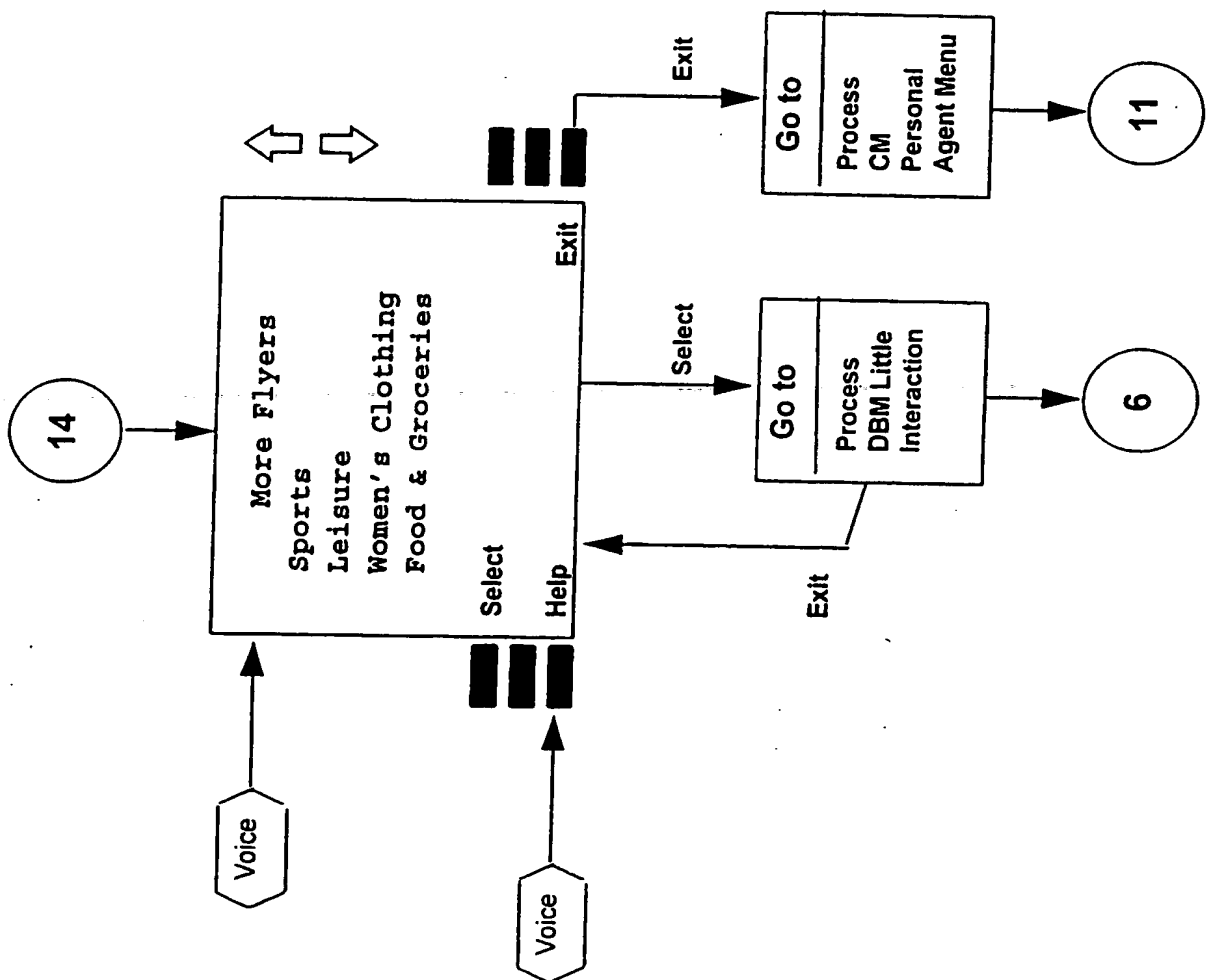 14
Voice
More Flyers
Sports
Leisure
Women's Clothing
Food & Groceries
Select
Help
Exit
Voice
Exit
Select
Exit
Go to
Process
DBM Little
Interaction
Go to
Process
CM
Personal
Agent Menu
6
11